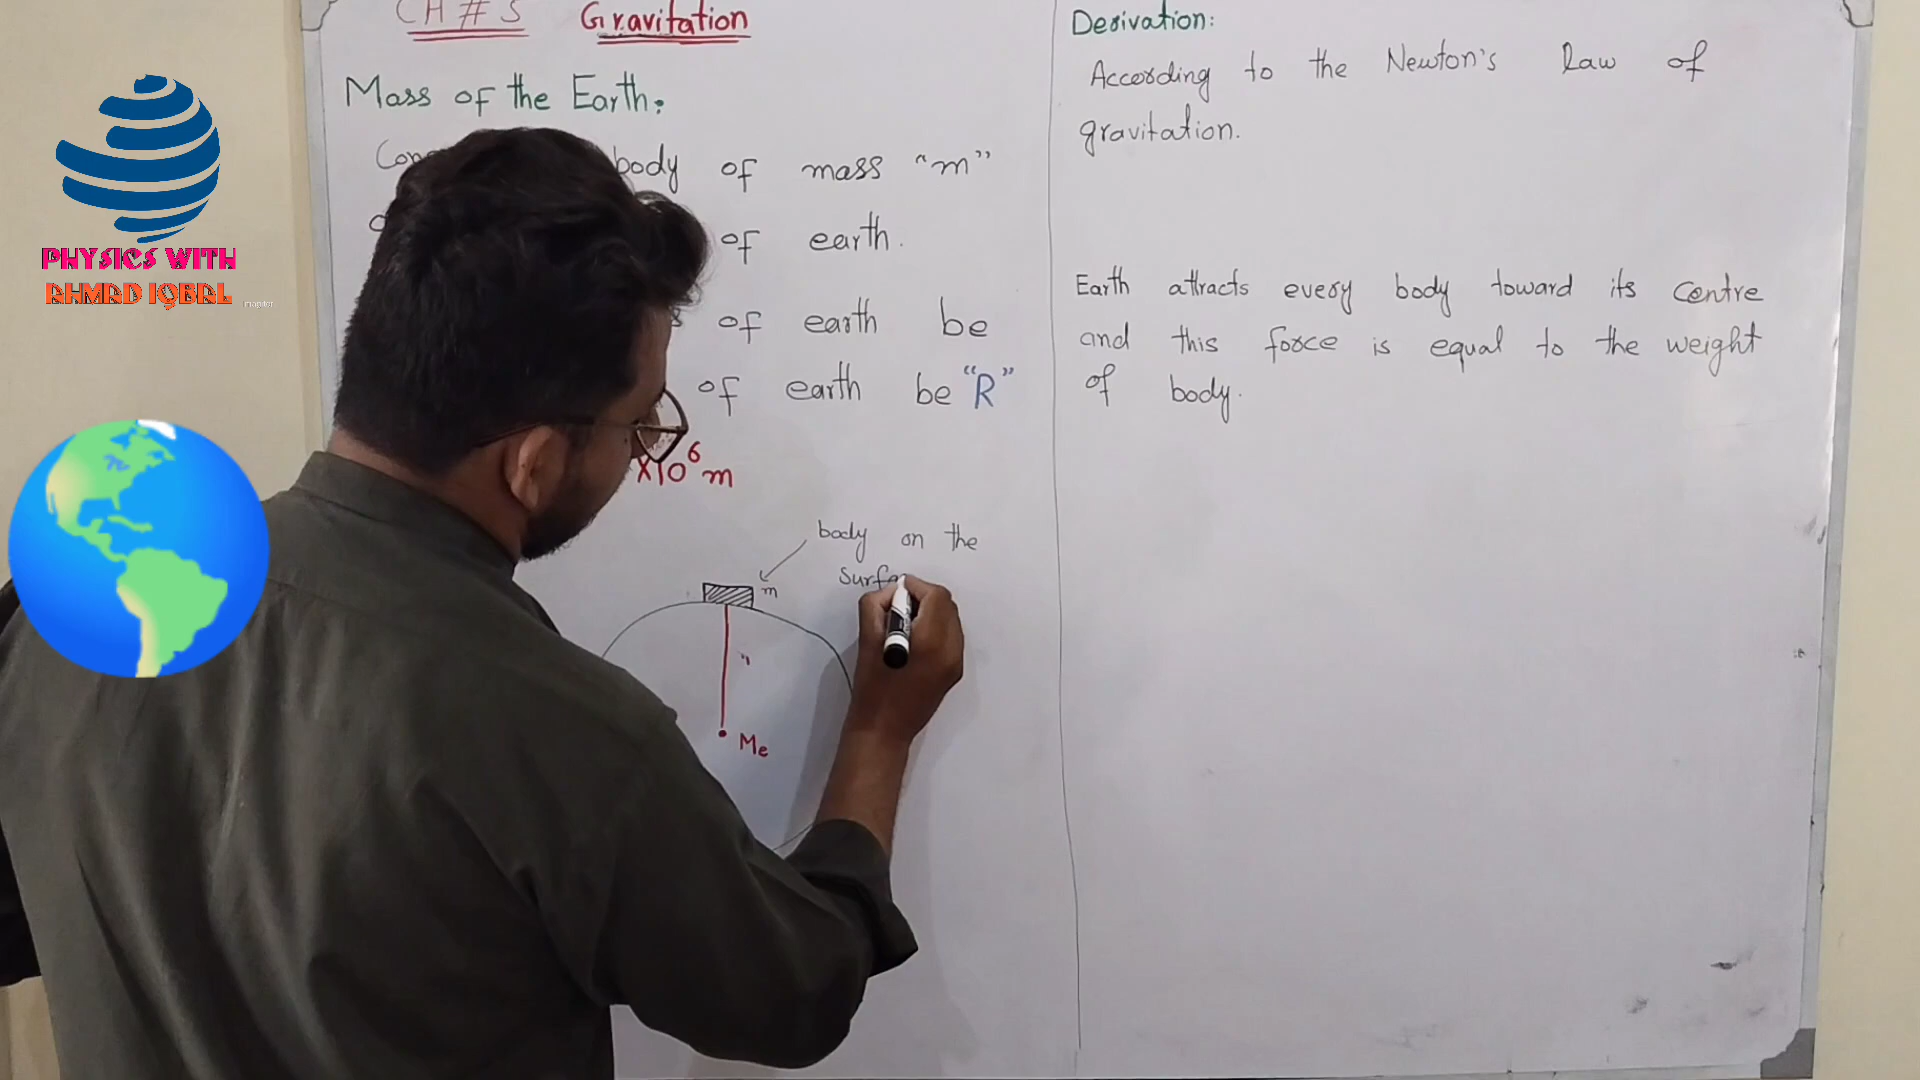 CH # 5 Gravitation
Mass of the Earth:
body of mass "m"
of earth.
of earth be
of earth be "R"
×10⁶ m
body on the
Surfa
m
Me
Derivation:
According to the Newton's Law of
gravitation.
Earth attracts every body toward its centre
and this force is equal to the weight
of body.
PHYSICS WITH
AHMAD IQBAL